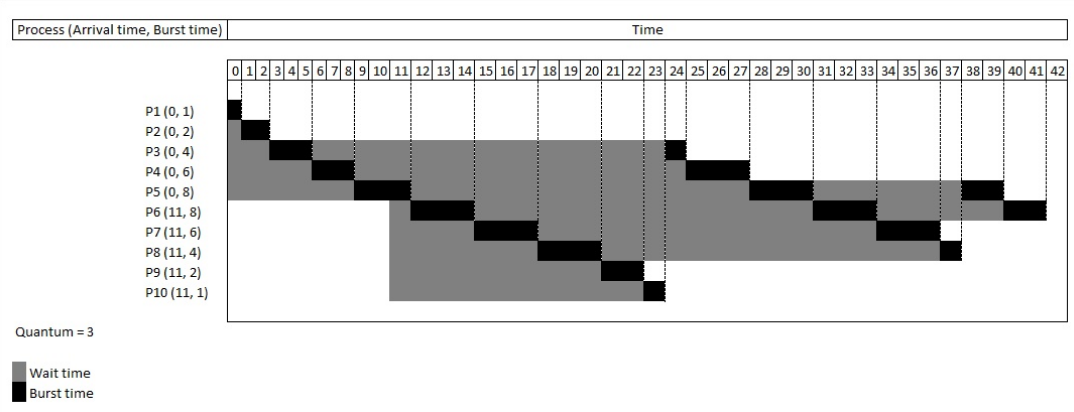 Process (Arrival time, Burst time) Time
0 1 2 3 4 5 6 7 8 9 10 11 12 13 14 15 16 17 18 19 20 21 22 23 24 25 26 27 28 29 30 31 32 33 34 35 36 37 38 39 40 41 42
P1 (0, 1)
P2 (0, 2)
P3 (0, 4)
P4 (0, 6)
P5 (0, 8)
P6 (11, 8)
P7 (11, 6)
P8 (11, 4)
P9 (11, 2)
P10 (11, 1)
Quantum = 3
Wait time
Burst time